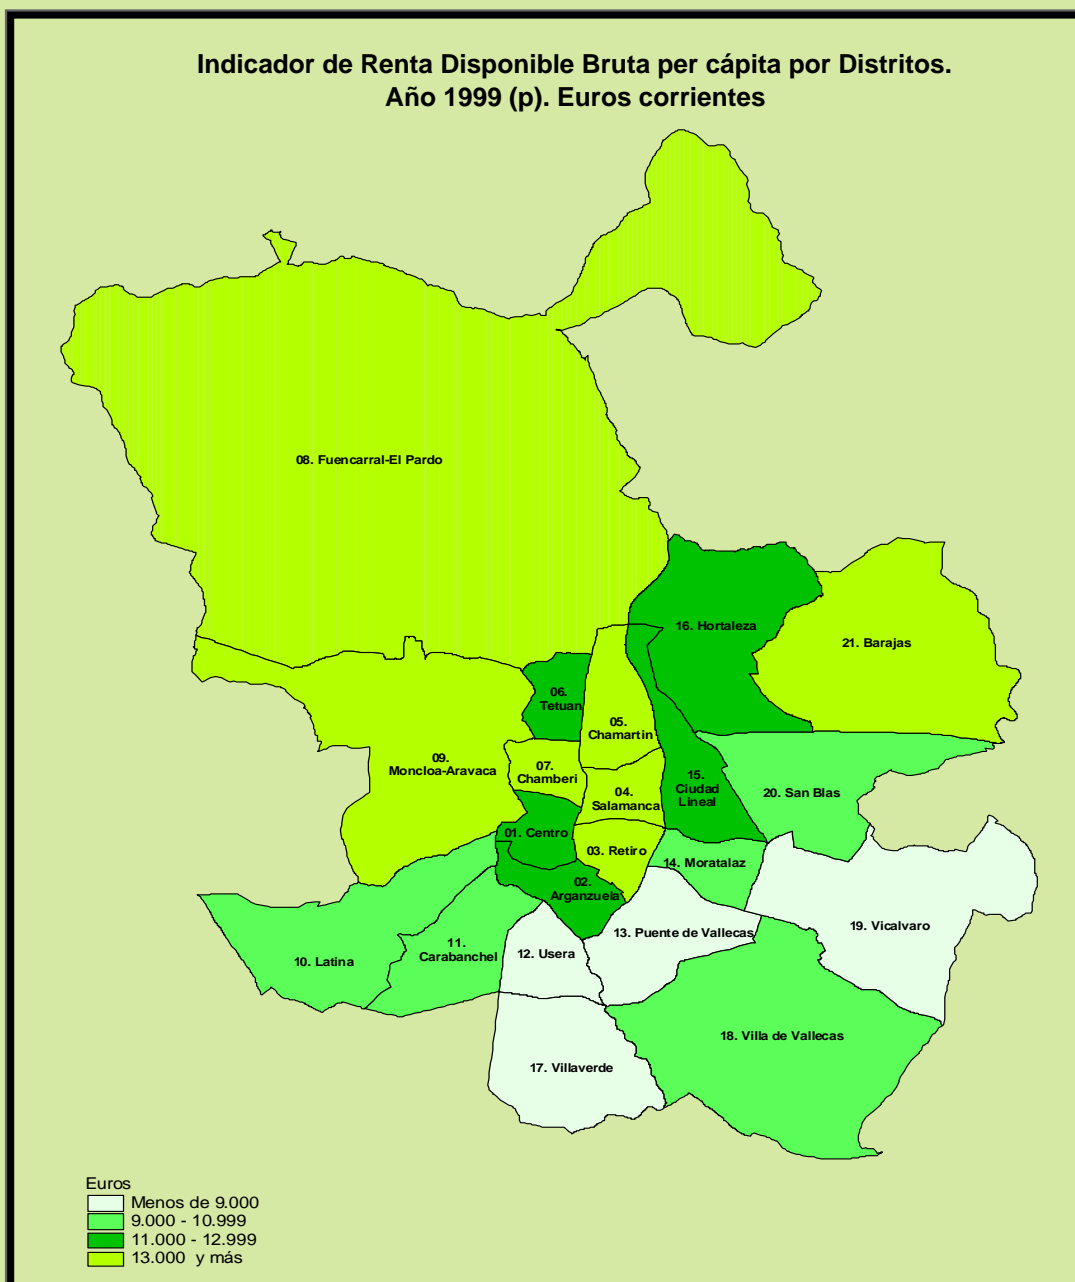 Indicador de Renta Disponible Bruta per cápita por Distritos.
Año 1999 (p). Euros corrientes
08. Fuencarral-El Pardo
16. Hortaleza
21. Barajas
06.
Tetuan
05.
Chamartin
09.
Moncloa-Aravaca
07.
Chamberi
04.
Salamanca
15.
Ciudad
Lineal
20. San Blas
01. Centro
03. Retiro
14. Moratalaz
02.
Arganzuela
19. Vicalvaro
13. Puente de Vallecas
11.
Carabanchel
12. Usera
10. Latina
18. Villa de Vallecas
17. Villaverde
Euros
Menos de 9.000
9.000 - 10.999
11.000 - 12.999
13.000 y más